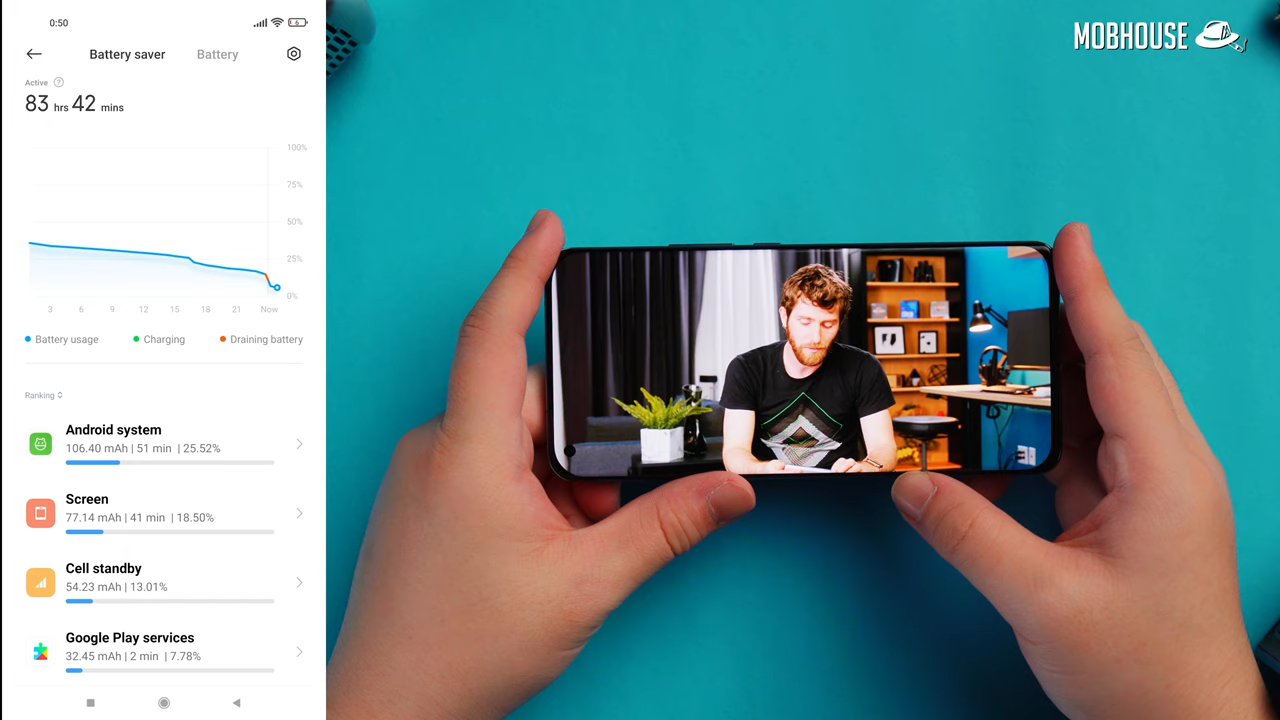 0:50
6
Battery saver
Battery
Active ?
83 hrs 42 mins
100%
75%
50%
25%
0%
3 6 9 12 15 18 21 Now
Battery usage
Charging
Draining battery
Ranking
Android system
106.40 mAh | 51 min | 25.52%
Screen
77.14 mAh | 41 min | 18.50%
Cell standby
54.23 mAh | 13.01%
Google Play services
32.45 mAh | 2 min | 7.78%
MOBHOUSE